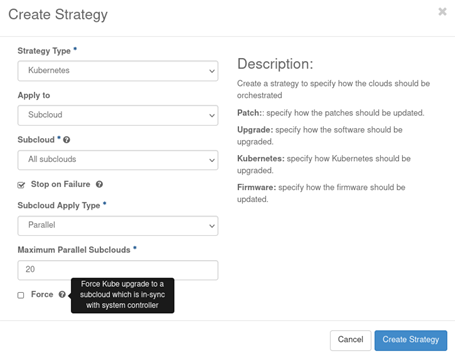 Create Strategy
×
Strategy Type *
Kubernetes
Apply to
Subcloud
Subcloud * ?
All subclouds
Stop on Failure ?
Subcloud Apply Type *
Parallel
Maximum Parallel Subclouds *
20
Force ?
Force Kube upgrade to a
subcloud which is in-sync
with system controller
Description:
Create a strategy to specify how the clouds should be
orchestrated
Patch:: specify how the patches should be updated.
Upgrade: specify how the software should be
upgraded.
Kubernetes: specify how Kubernetes should be
upgraded.
Firmware: specify how the firmware should be
updated.
Cancel
Create Strategy